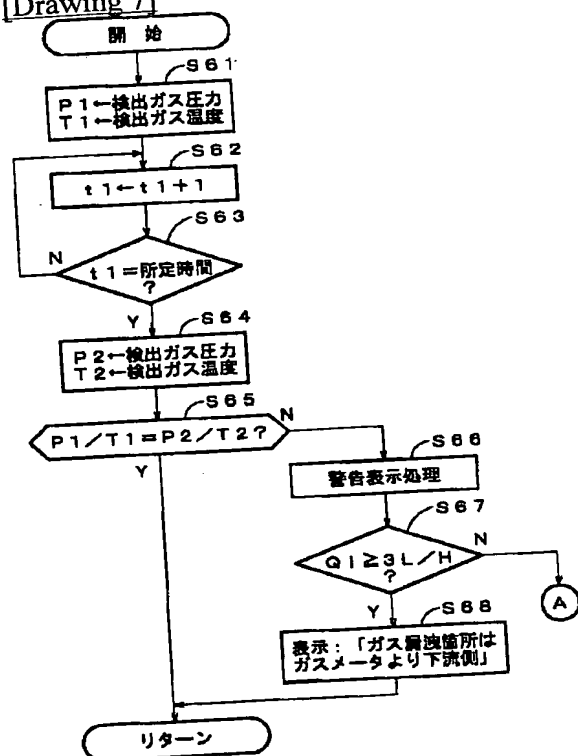 [Drawing 7]
開 始
S61
P1←検出ガス圧力
T1←検出ガス温度
S62
t1←t1+1
S63
N
t1=所定時間
?
Y
S64
P2←検出ガス圧力
T2←検出ガス温度
S65
P1/T1=P2/T2?
N
Y
S66
警告表示処理
S67
Q1≧3L/H
?
N
A
Y
S68
表示:「ガス漏洩箇所は
ガスメータより下流側」
リターン